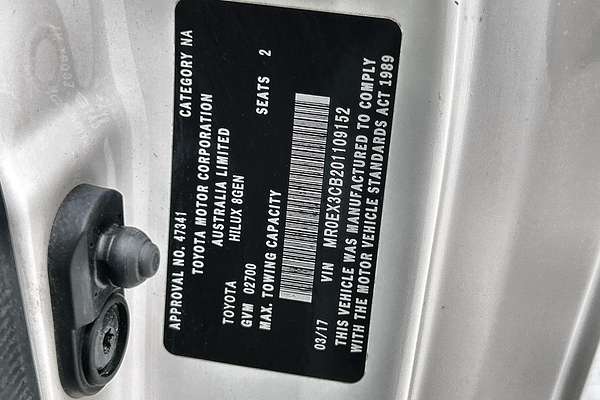 APPROVAL NO. 47341 CATEGORY NA
TOYOTA MOTOR CORPORATION
AUSTRALIA LIMITED
TOYOTA HILUX 8GEN
GVM 02700 SEATS 2
MAX. TOWING CAPACITY
03/17 VIN MR0EX3CB201109152
THIS VEHICLE WAS MANUFACTURED TO COMPLY
WITH THE MOTOR VEHICLE STANDARDS ACT 1989